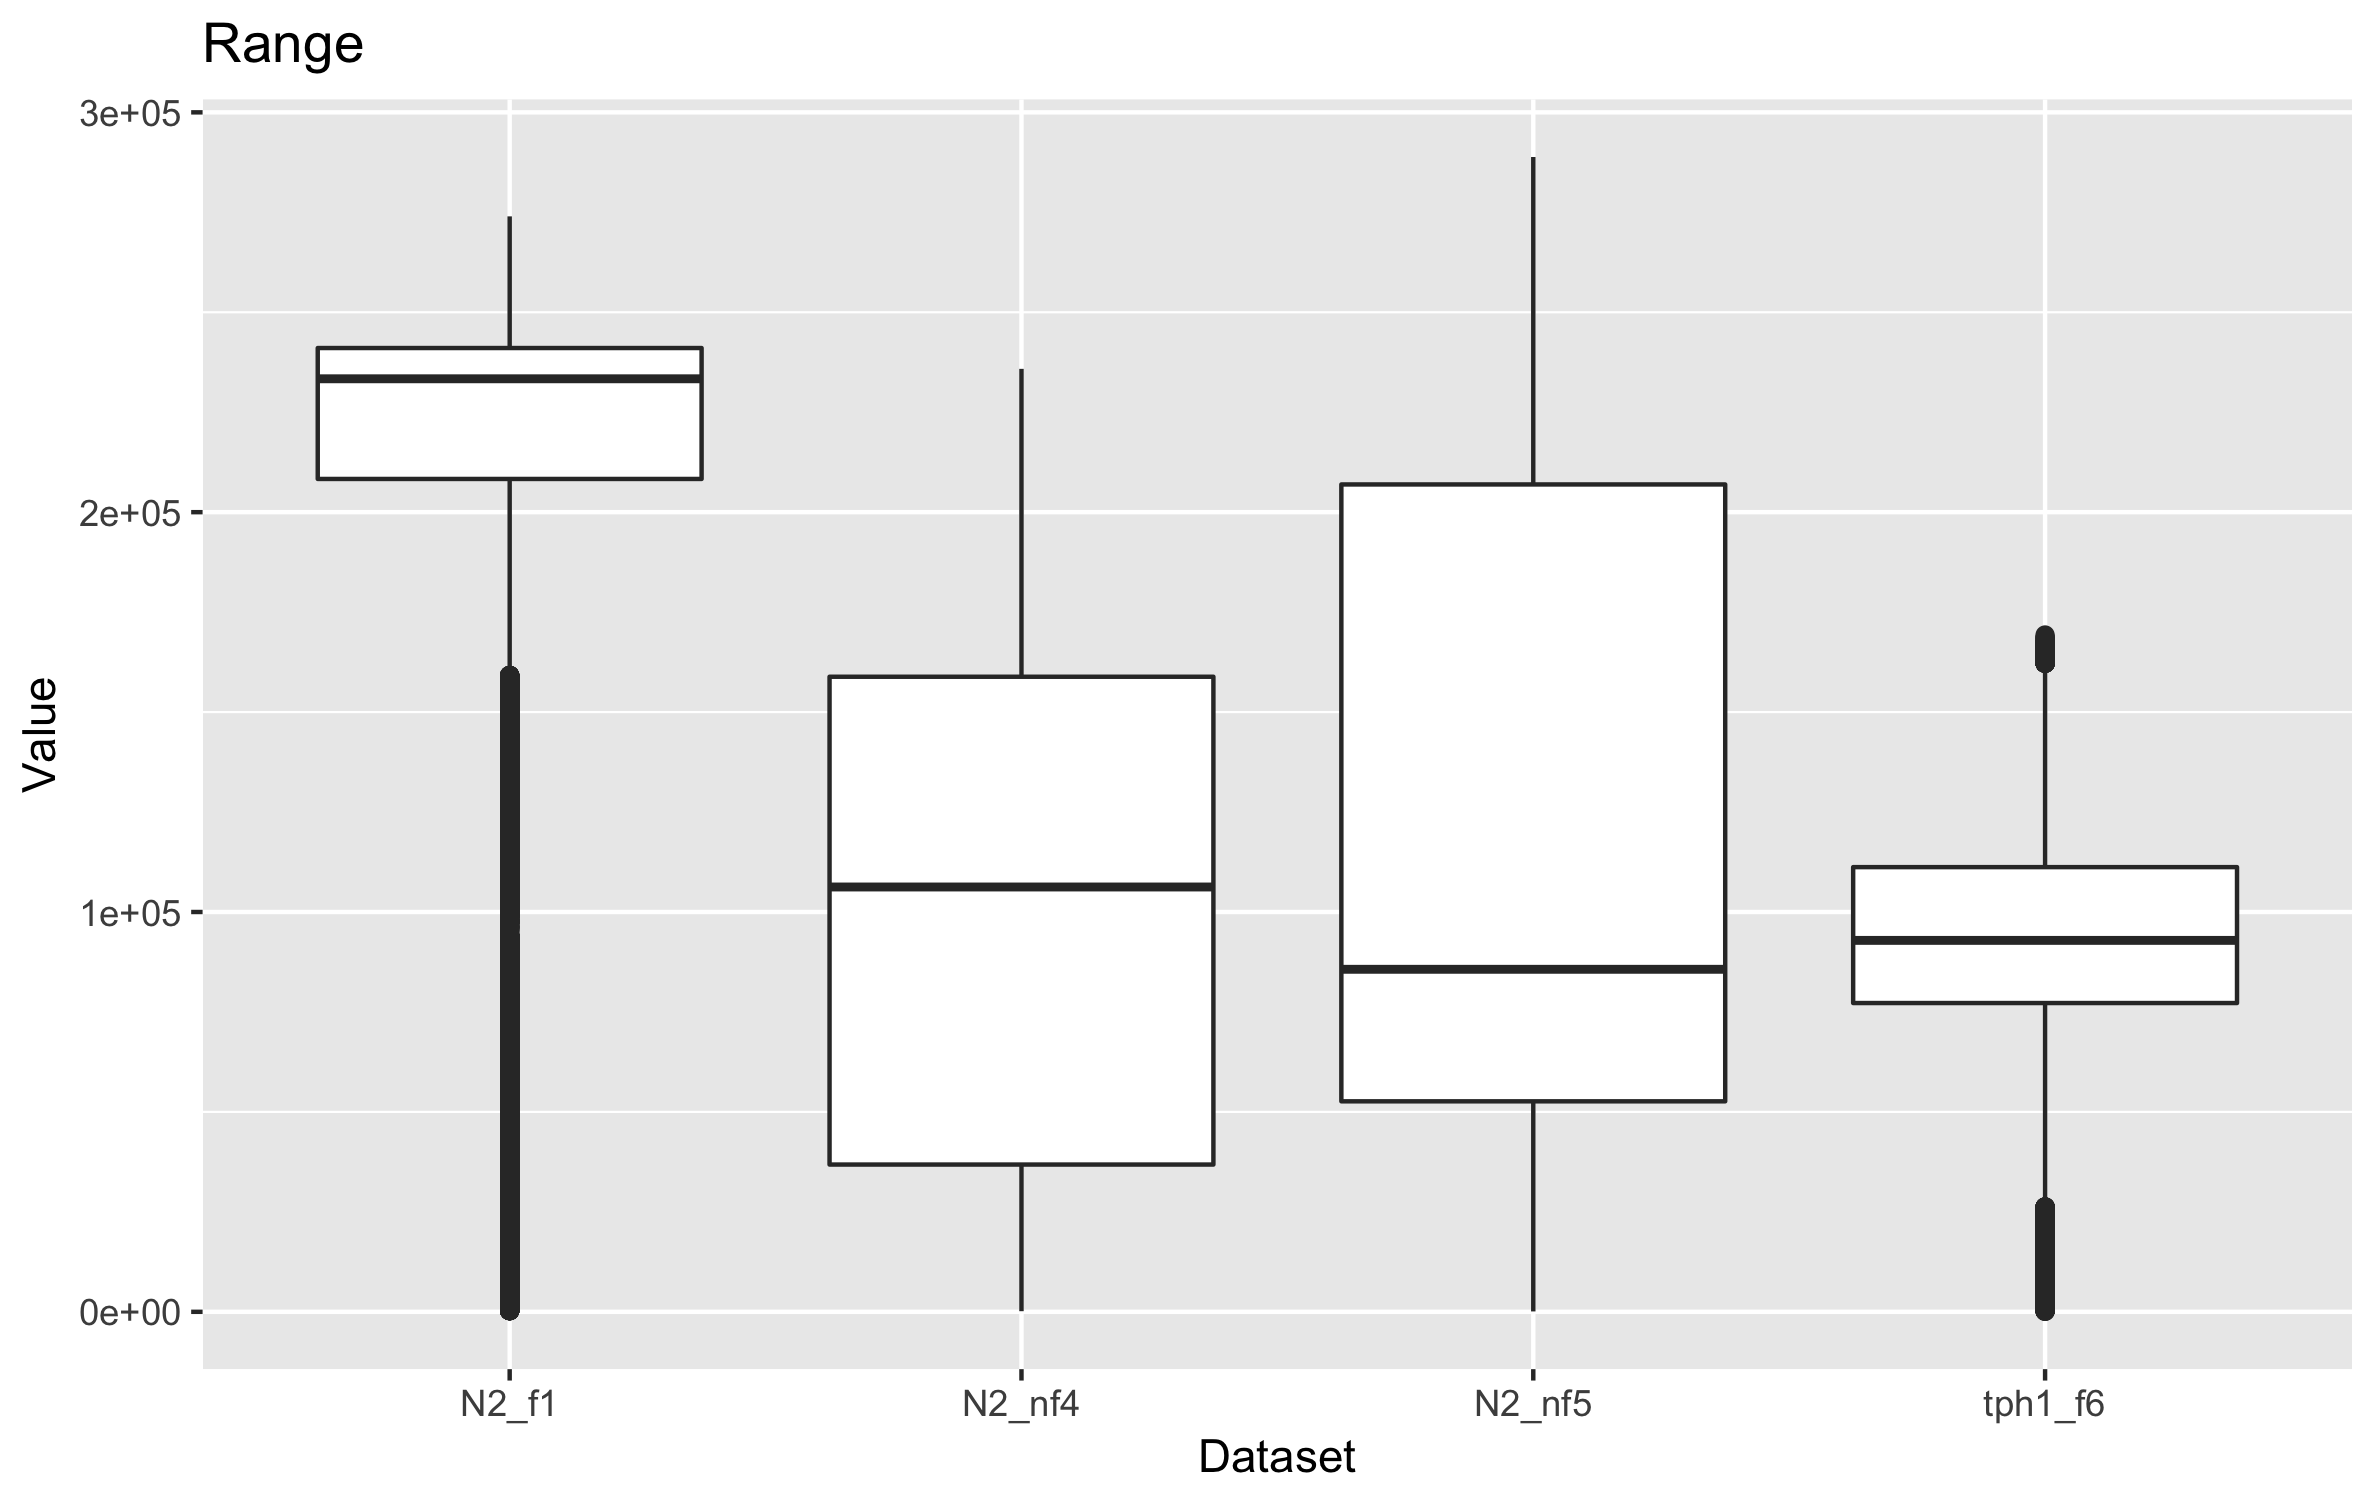 Range
3e+05
2e+05
1e+05
0e+00
Value
N2_f1 N2_nf4 N2_nf5 tph1_f6
Dataset